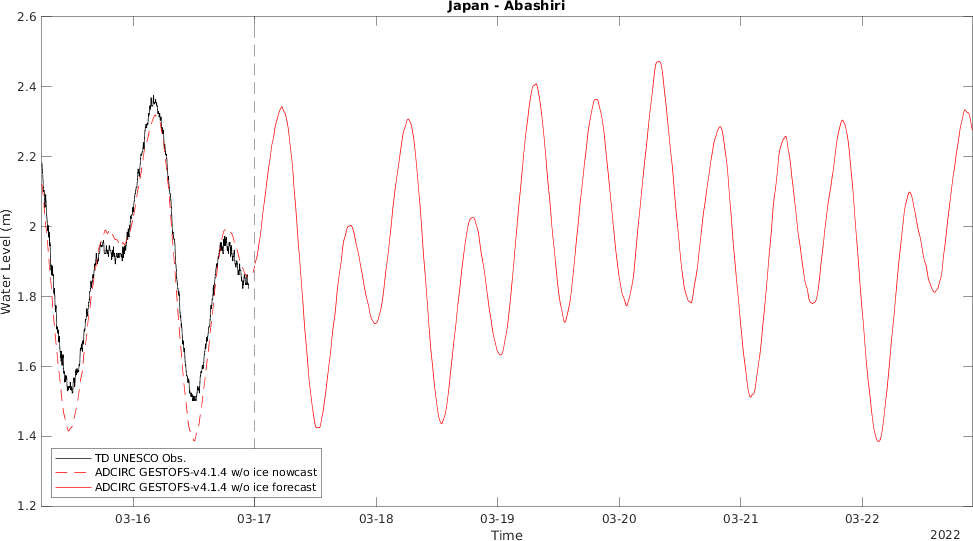 Japan - Abashiri
2.6
2.4
2.2
2
1.8
1.6
1.4
1.2
Water Level (m)
TD UNESCO Obs.
ADCIRC GESTOFS-v4.1.4 w/o ice nowcast
ADCIRC GESTOFS-v4.1.4 w/o ice forecast
03-16
03-17
03-18
03-19
03-20
03-21
03-22
Time
2022